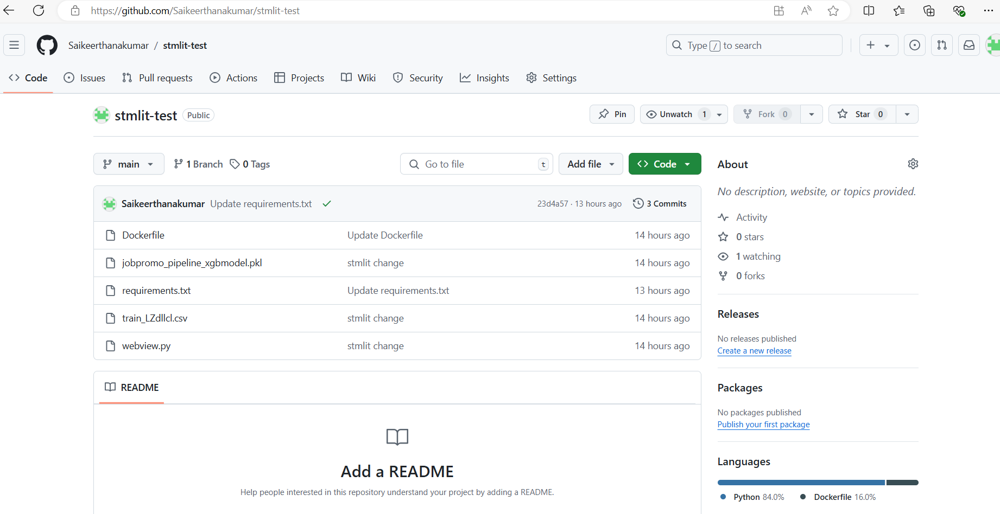 https://github.com/Saikeerthanakumar/stmlit-test
Saikeerthanakumar / stmlit-test
Type / to search
Code Issues Pull requests Actions Projects Wiki Security Insights Settings
stmlit-test Public
Pin Unwatch 1 Fork 0 Star 0
main 1 Branch 0 Tags Go to file t Add file Code
Saikeerthanakumar Update requirements.txt 23d4a57 · 13 hours ago 3 Commits
Dockerfile Update Dockerfile 14 hours ago
jobpromo_pipeline_xgbmodel.pkl stmlit change 14 hours ago
requirements.txt Update requirements.txt 13 hours ago
train_LZdllcl.csv stmlit change 14 hours ago
webview.py stmlit change 14 hours ago
README
Add a README
Help people interested in this repository understand your project by adding a README.
About
No description, website, or topics provided.
Activity
0 stars
1 watching
0 forks
Releases
No releases published
Create a new release
Packages
No packages published
Publish your first package
Languages
Python 84.0% Dockerfile 16.0%